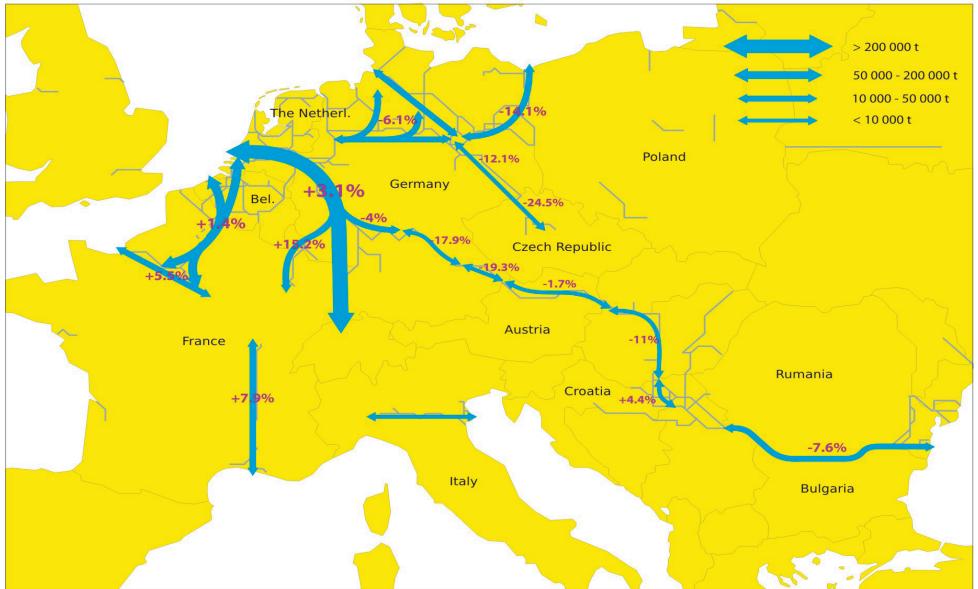 > 200 000 t
50 000 - 200 000 t
10 000 - 50 000 t
< 10 000 t
The Netherl.
-6.1%
-14.1%
Poland
-12.1%
Germany
Bel.
+3.1%
-24.5%
+1.4%
-4%
-17.9%
Czech Republic
+15.2%
+5.5%
-19.3%
-1.7%
Austria
France
-11%
Rumania
Croatia
+7.9%
+4.4%
-7.6%
Italy
Bulgaria